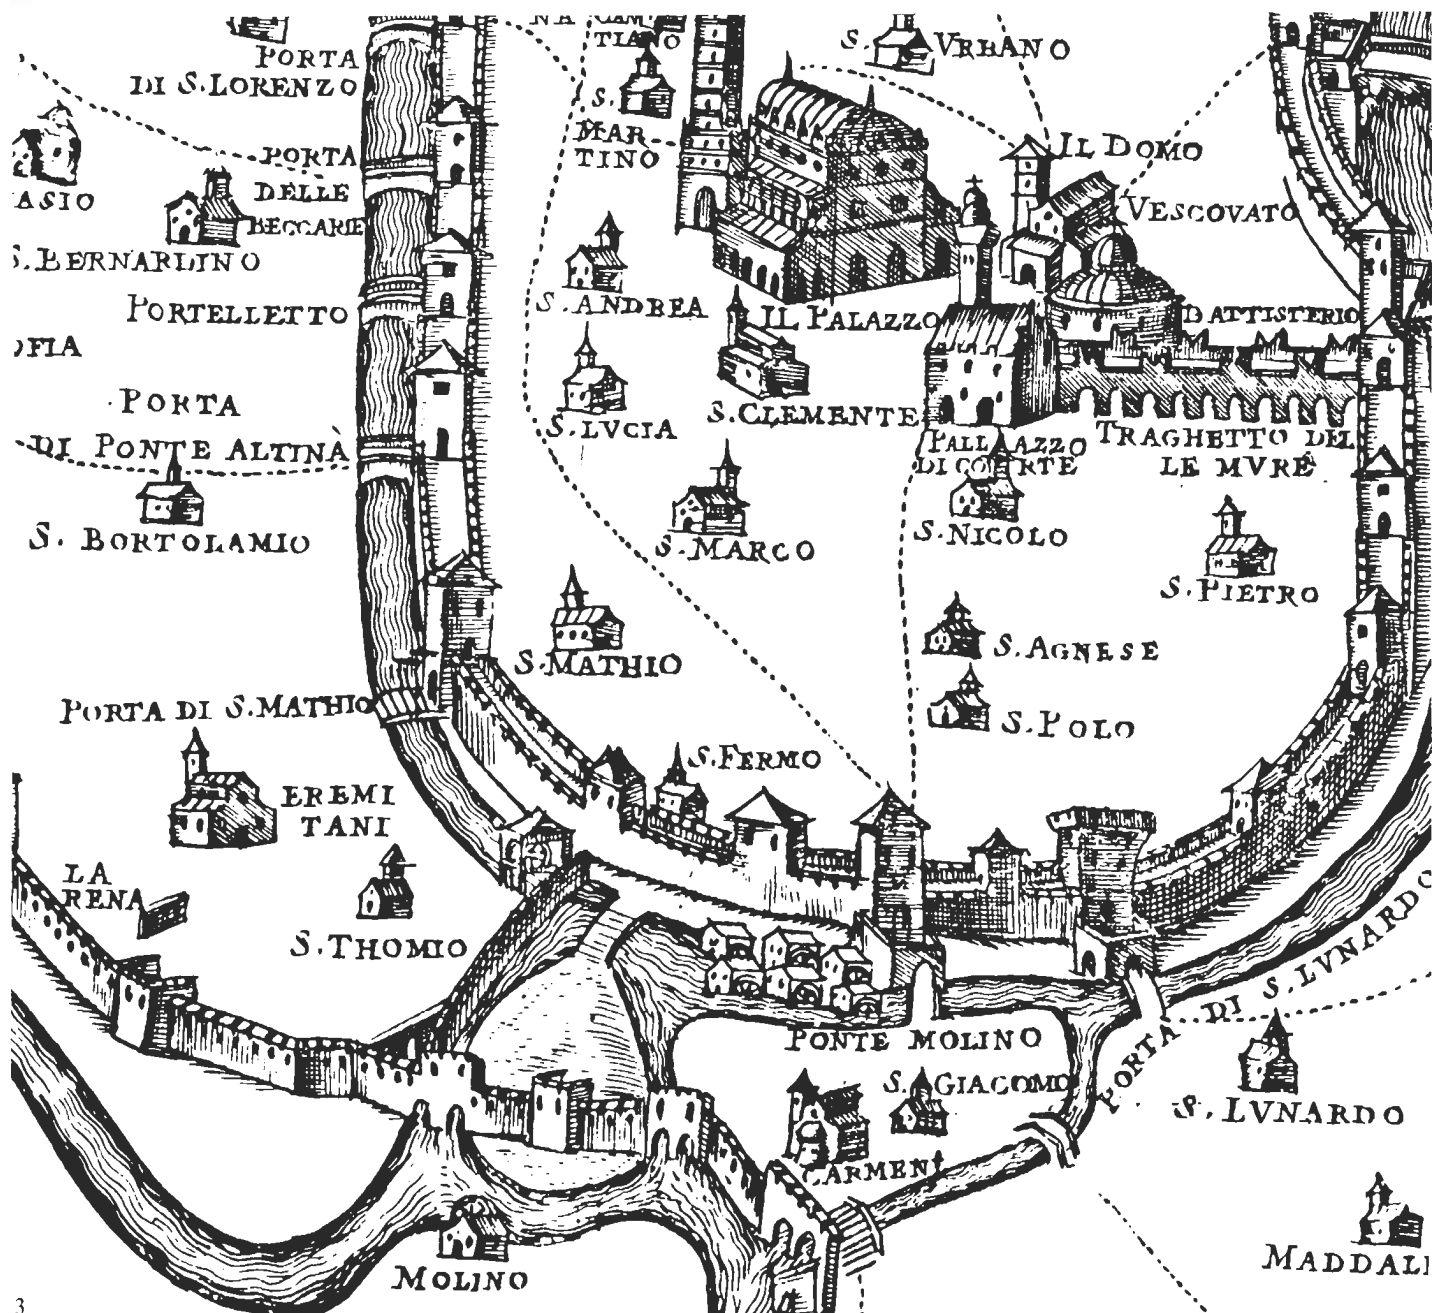 TIANO
S. VRBANO
PORTA
DI S. LORENZO
S.
MAR-
TINO
PORTA
DELLE
BECCARIE
IL DOMO
VESCOVATO
ASIO
S. BERNARDINO
PORTELLETTO
S. ANDREA
IL PALAZZO
BATTISTERIO
OFIA
PORTA
DI PONTE ALTINÀ
S. LVCIA
S. CLEMENTE
PALLAZZO
DI CORTE
TRAGHETTO DEL
LE MVRE
S. BORTOLAMIO
S. MARCO
S. NICOLO
S. PIETRO
S. MATHIO
S. AGNESE
PORTA DI S. MATHIO
S. POLO
S. FERMO
EREMI
TANI
LA
RENA
S. THOMIO
PORTA DI S. LVNARDO
PONTE MOLINO
S. GIACOMO
S. LVNARDO
CARMENI
MOLINO
MADDAL
3